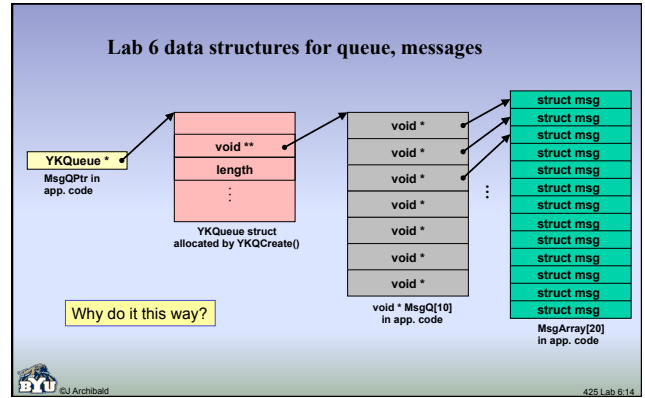 Lab 6 data structures for queue, messages
YKQueue *
MsgQPtr in
app. code
void **
length
YKQueue struct
allocated by YKQCreate()
void *
void *
void *
void *
void *
void *
void *
void * MsgQ[10]
in app. code
struct msg
struct msg
struct msg
struct msg
struct msg
struct msg
struct msg
struct msg
struct msg
struct msg
struct msg
struct msg
struct msg
MsgArray[20]
in app. code
Why do it this way?
BYU ©J Archibald
425 Lab 6:14